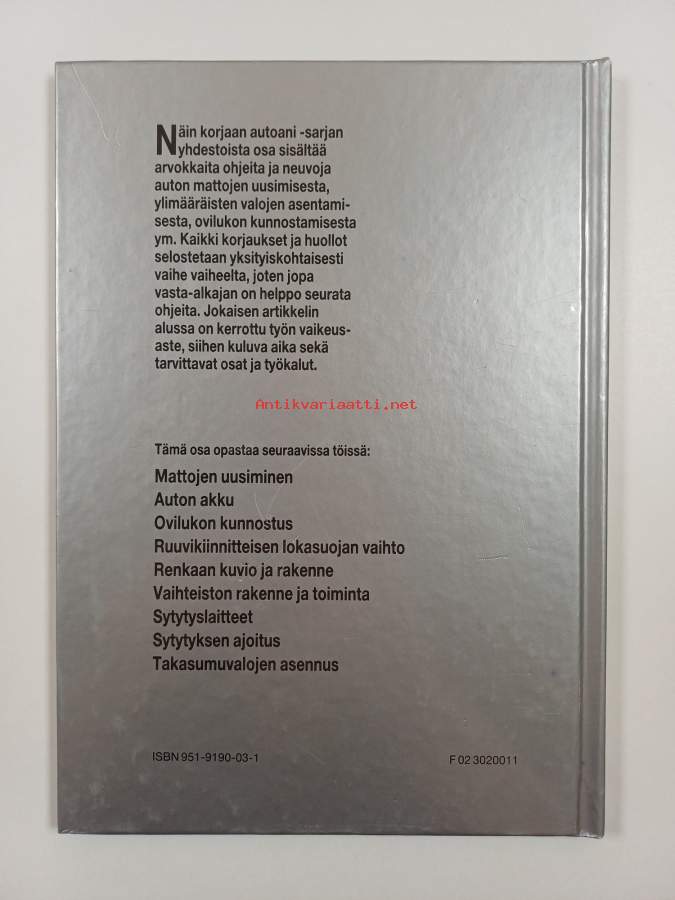 Näin korjaan autoani -sarjan
yhdestoista osa sisältää
arvokkaita ohjeita ja neuvoja
auton mattojen uusimisesta,
ylimääräisten valojen asentami-
sesta, ovilukon kunnostamisesta
ym. Kaikki korjaukset ja huollot
selostetaan yksityiskohtaisesti
vaihe vaiheelta, joten jopa
vasta-alkajan on helppo seurata
ohjeita. Jokaisen artikkelin
alussa on kerrottu työn vaikeus-
aste, siihen kuluva aika sekä
tarvittavat osat ja työkalut.
Antikvariaatti.net
Tämä osa opastaa seuraavissa töissä:
Mattojen uusiminen
Auton akku
Ovilukon kunnostus
Ruuvikiinnitteisen lokasuojan vaihto
Renkaan kuvio ja rakenne
Vaihteiston rakenne ja toiminta
Sytytyslaitteet
Sytytyksen ajoitus
Takasumuvalojen asennus
ISBN 951-9190-03-1
F 02 3020011